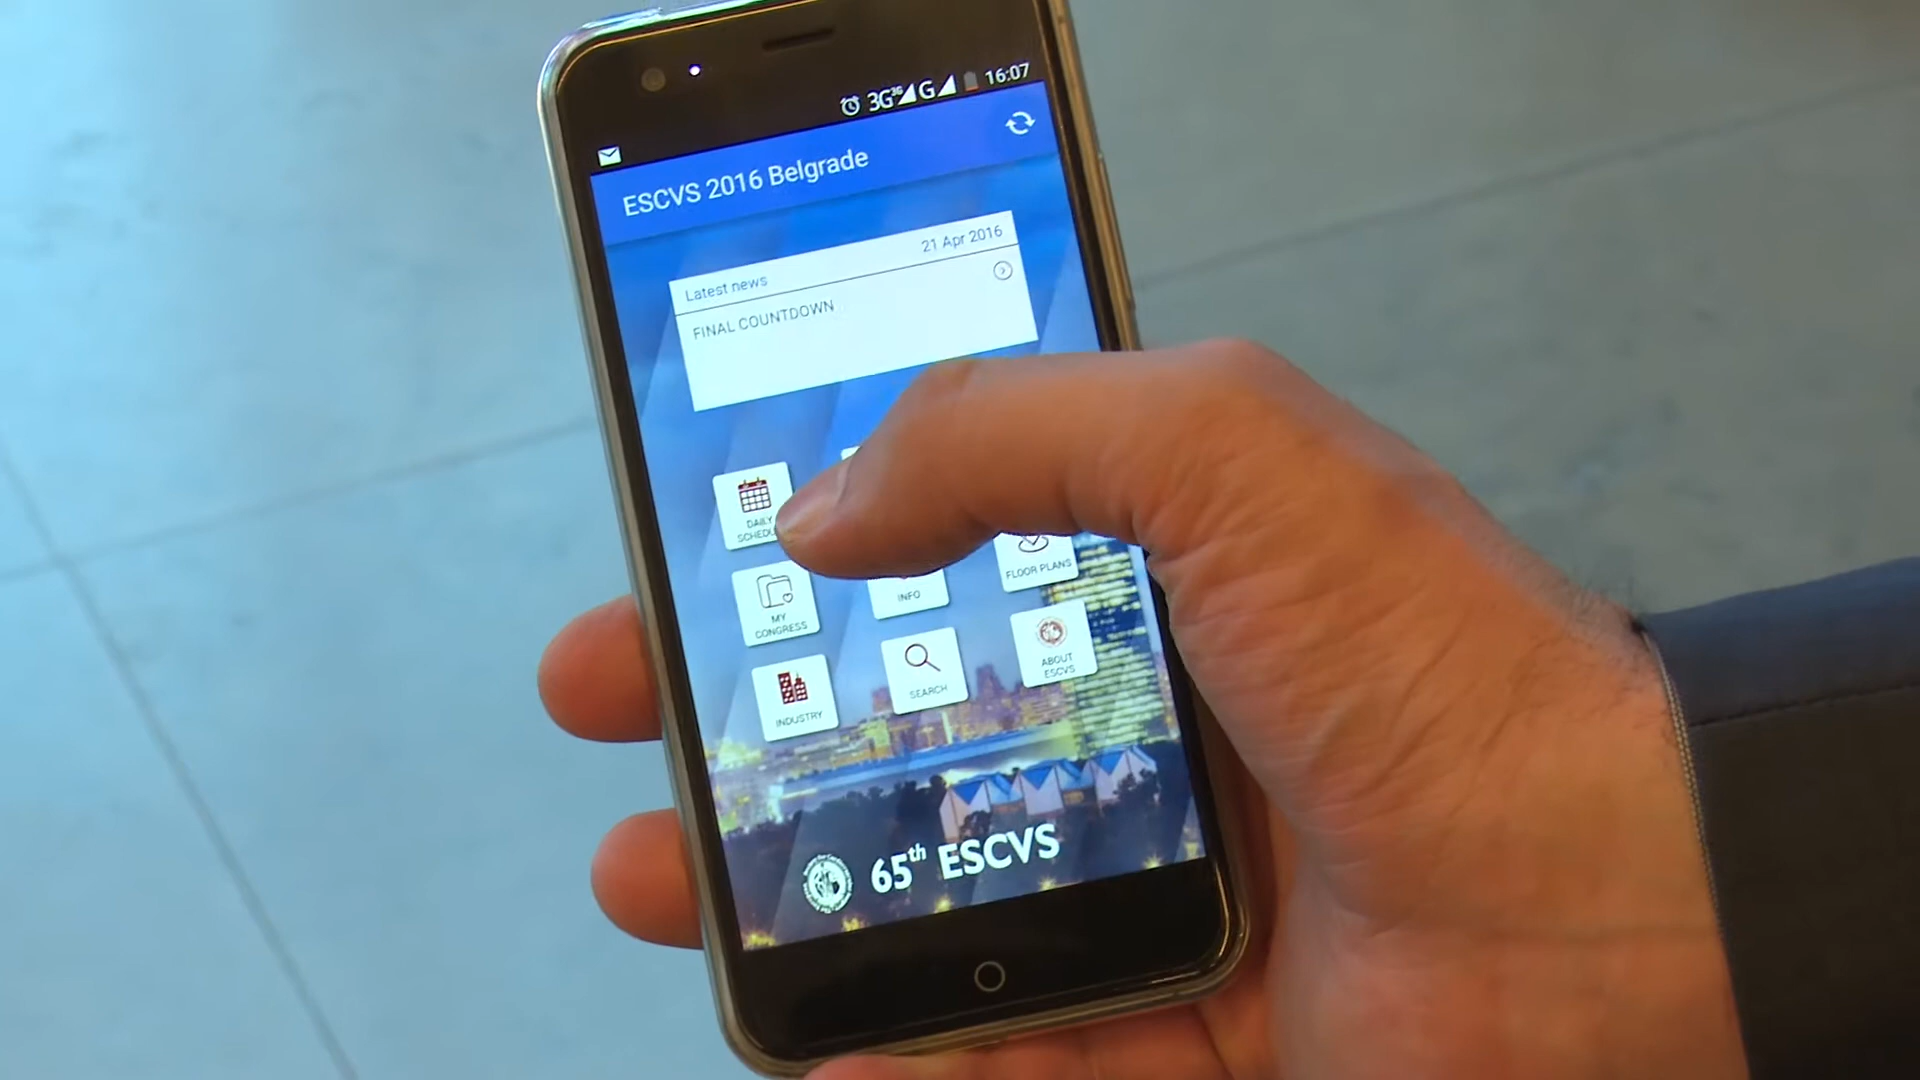 3G 3G G 16:07
ESCVS 2016 Belgrade
21 Apr 2016
Latest news
FINAL COUNTDOWN
DAILY
MY
CONGRESS
INFO
FLOOR PLANS
INDUSTRY
SEARCH
ABOUT
ESCVS
65th ESCVS